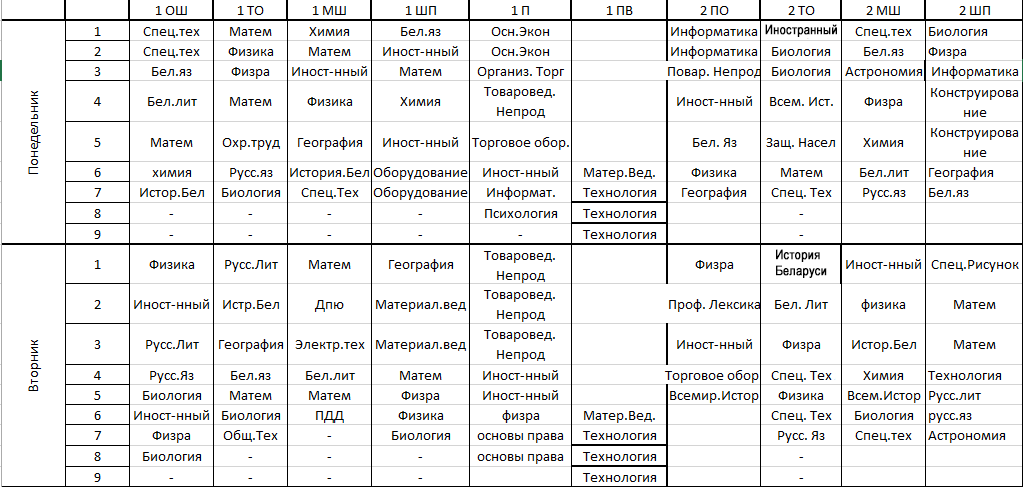 1 ОШ 1 ТО 1 МШ 1 ШП 1 П 1 ПВ 2 ПО 2 ТО 2 МШ 2 ШП
Понедельник
1 Спец.тех Матем Химия Бел.яз Осн.Экон Информатика Иностранный Спец.тех Биология
2 Спец.тех Физика Матем Иност-нный Осн.Экон Информатика Биология Бел.яз Физра
3 Бел.яз Физра Иност-нный Матем Организ. Торг Повар. Непрод Биология Астрономия Информатика
4 Бел.лит Матем Физика Химия Товаровед. Непрод Иност-нный Всем. Ист. Физра Конструирова ние
5 Матем Охр.труд География Иност-нный Торговое обор. Бел. Яз Защ. Насел Химия Конструирова ние
6 химия Русс.яз История.Бел Оборудование Иност-нный Матер.Вед. Физика Матем Бел.лит География
7 Истор.Бел Биология Спец.Тех Оборудование Информат. Технология География Спец. Тех Русс.яз Бел.яз
8 - - - - Психология Технология -
9 - - - - - Технология -
Вторник
1 Физика Русс.Лит Матем География Товаровед. Непрод Физра История Беларуси Иност-нный Спец.Рисунок
2 Иност-нный Истр.Бел Дпю Материал.вед Товаровед. Непрод Проф. Лексика Бел. Лит физика Матем
3 Русс.Лит География Электр.тех Материал.вед Товаровед. Непрод Иност-нный Физра Истор.Бел Матем
4 Русс.Яз Бел.яз Бел.лит Матем Иност-нный Торговое обор Спец. Тех Химия Технология
5 Биология Матем Матем Физра Иност-нный Всемир.Истор Физика Всем.Истор Русс.лит
6 Иност-нный Биология ПДД Физика физра Матер.Вед. Спец. Тех Биология русс.яз
7 Физра Общ.Тех - Биология основы права Технология Русс. Яз Спец.тех Астрономия
8 Биология - - - основы права Технология -
9 - - - - Технология -